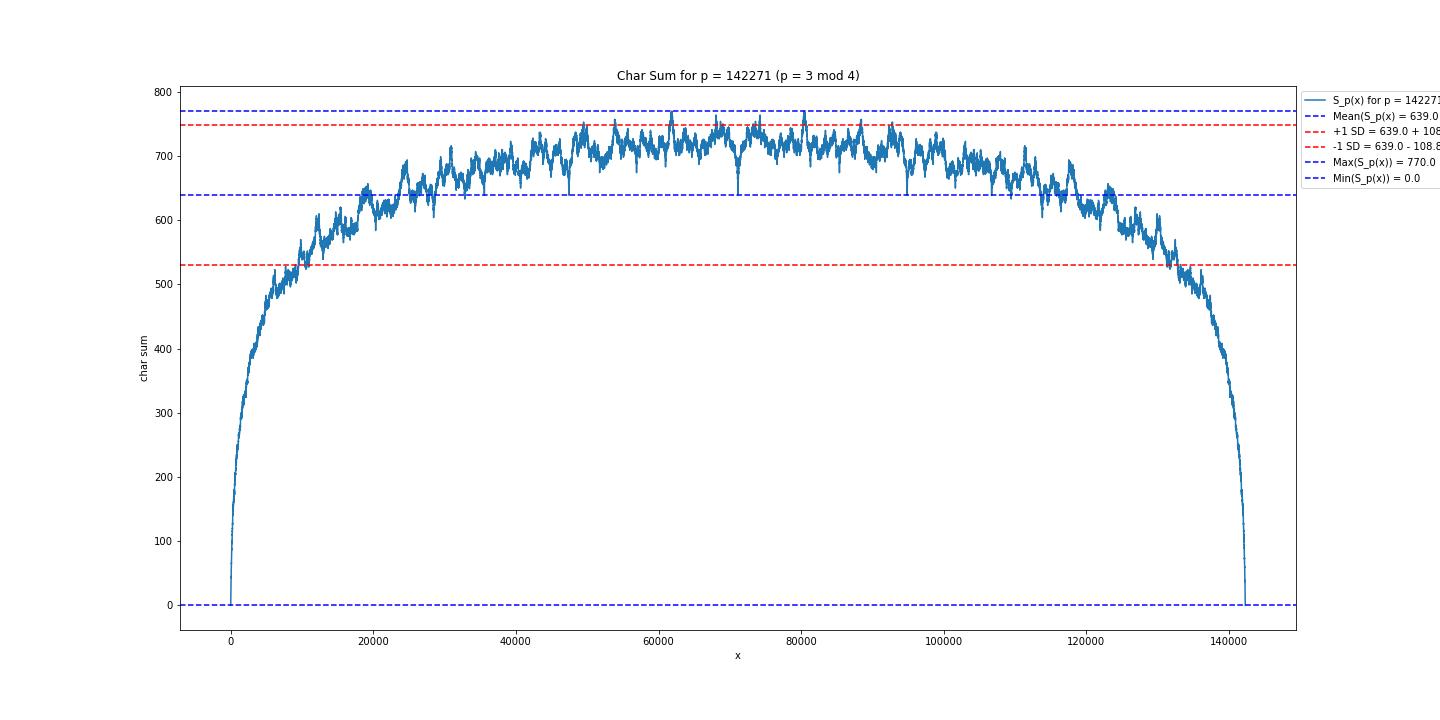 Char Sum for p = 142271 (p = 3 mod 4)
800
700
600
500
400
300
200
100
0
char sum
0
20000
40000
60000
80000
100000
120000
140000
x
S_p(x) for p = 142271
Mean(S_p(x) = 639.0
+1 SD = 639.0 + 108
-1 SD = 639.0 - 108.8
Max(S_p(x)) = 770.0
Min(S_p(x)) = 0.0